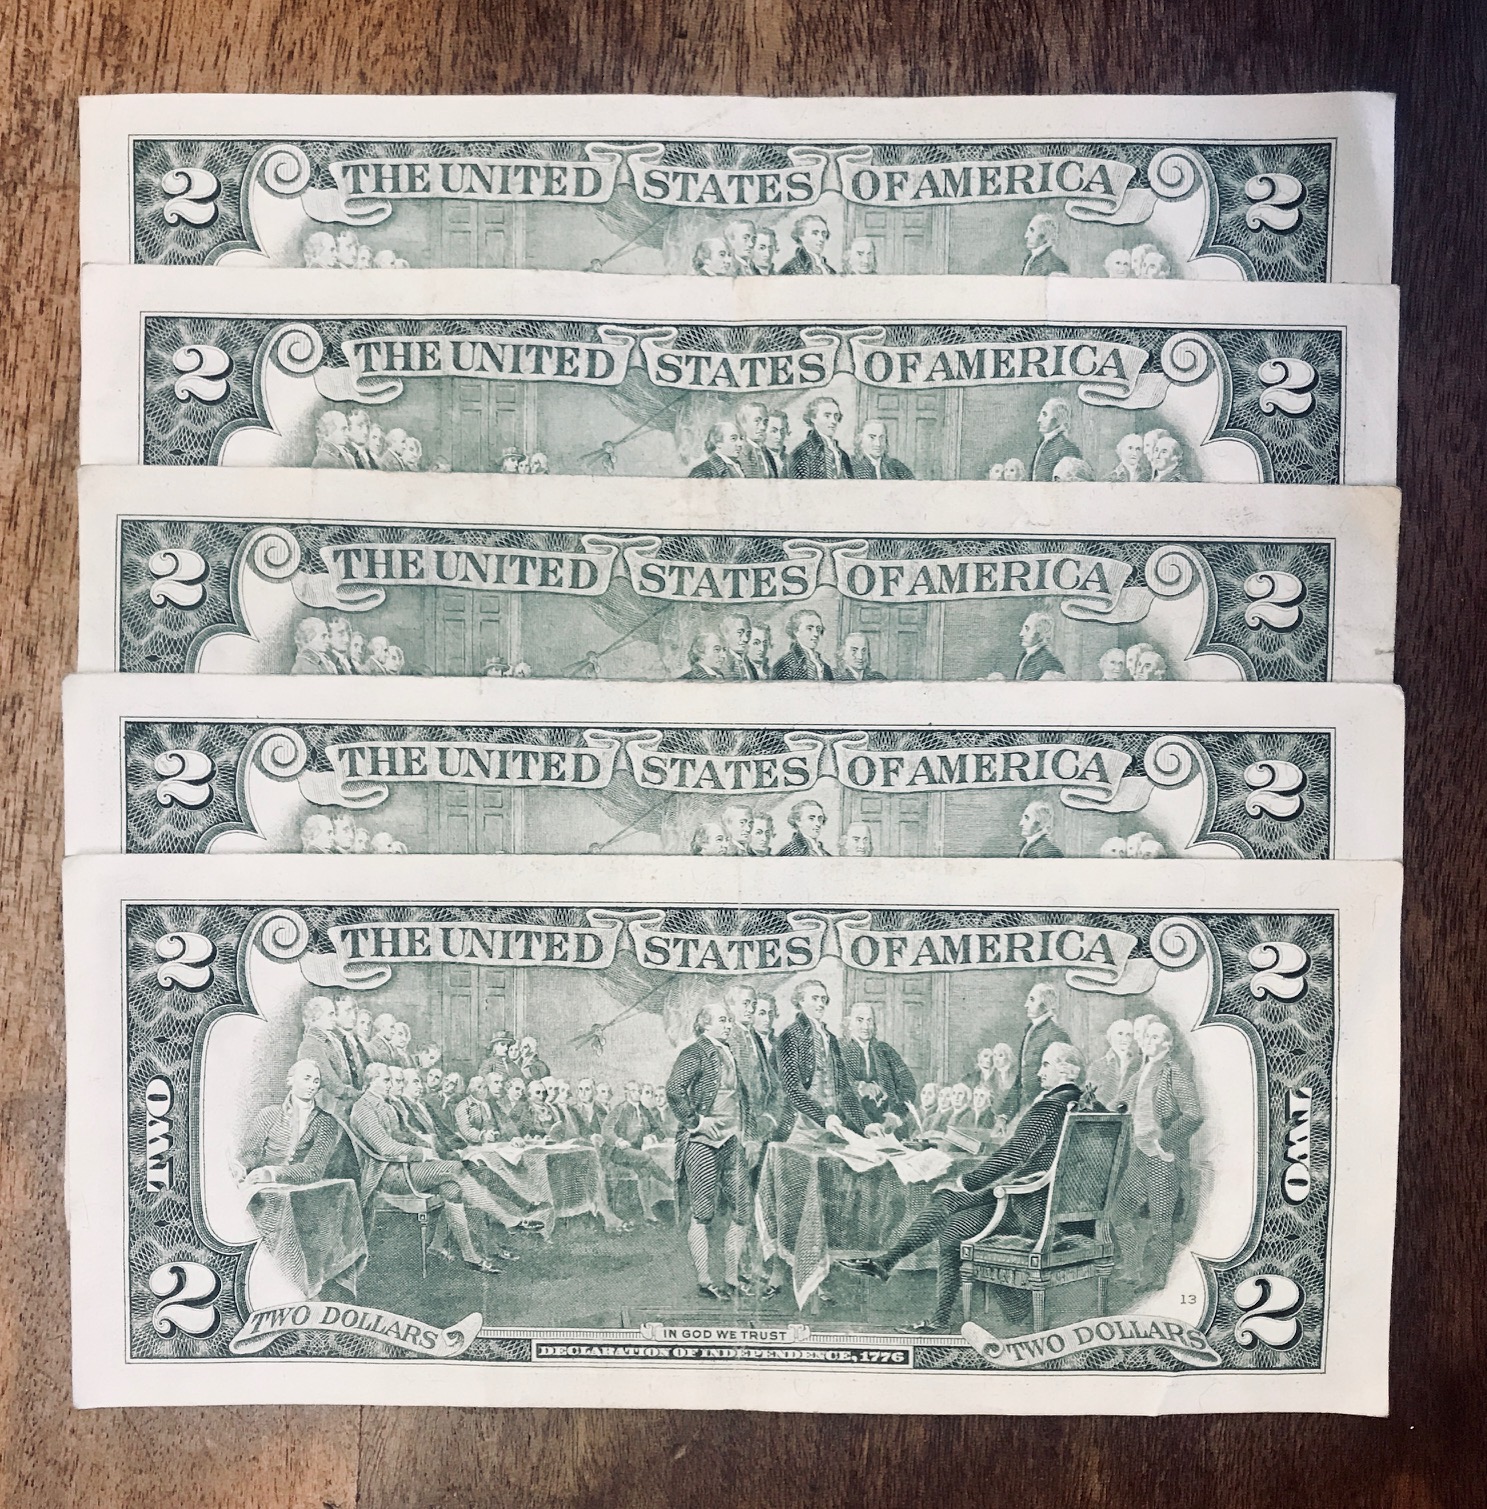 2 THE UNITED STATES OF AMERICA 2
2 THE UNITED STATES OF AMERICA 2
2 THE UNITED STATES OF AMERICA 2
2 THE UNITED STATES OF AMERICA 2
2 THE UNITED STATES OF AMERICA 2
TWO TWO
13
2 TWO DOLLARS IN GOD WE TRUST TWO DOLLARS 2
DECLARATION OF INDEPENDENCE, 1776